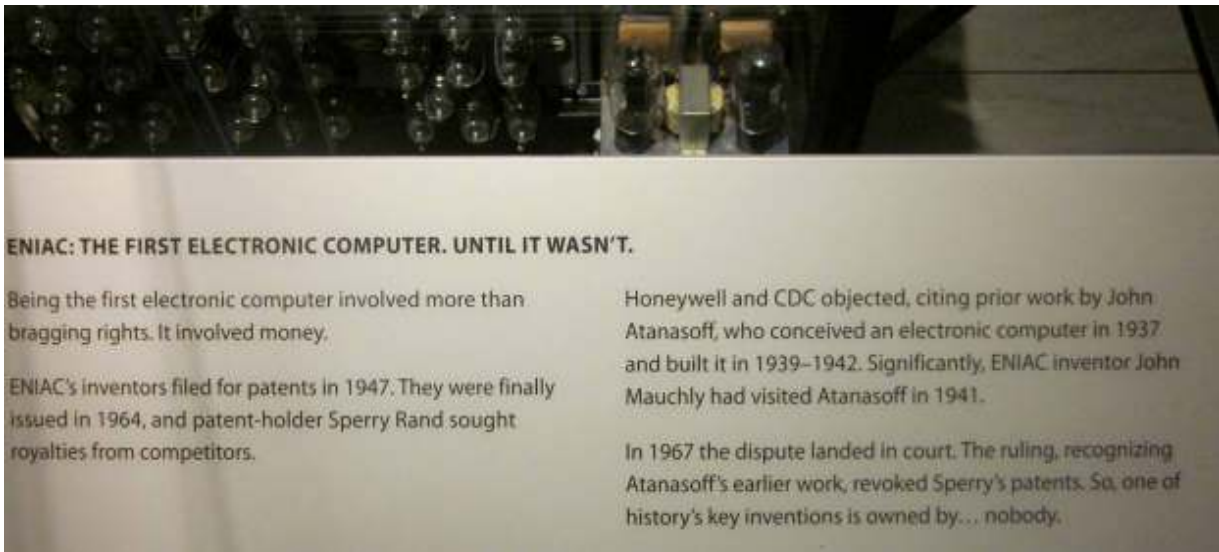 ENIAC: THE FIRST ELECTRONIC COMPUTER. UNTIL IT WASN'T.
Being the first electronic computer involved more than
bragging rights. It involved money.
ENIAC's inventors filed for patents in 1947. They were finally
issued in 1964, and patent-holder Sperry Rand sought
royalties from competitors.
Honeywell and CDC objected, citing prior work by John
Atanasoff, who conceived an electronic computer in 1937
and built it in 1939–1942. Significantly, ENIAC inventor John
Mauchly had visited Atanasoff in 1941.
In 1967 the dispute landed in court. The ruling, recognizing
Atanasoff's earlier work, revoked Sperry's patents. So, one of
history's key inventions is owned by… nobody.